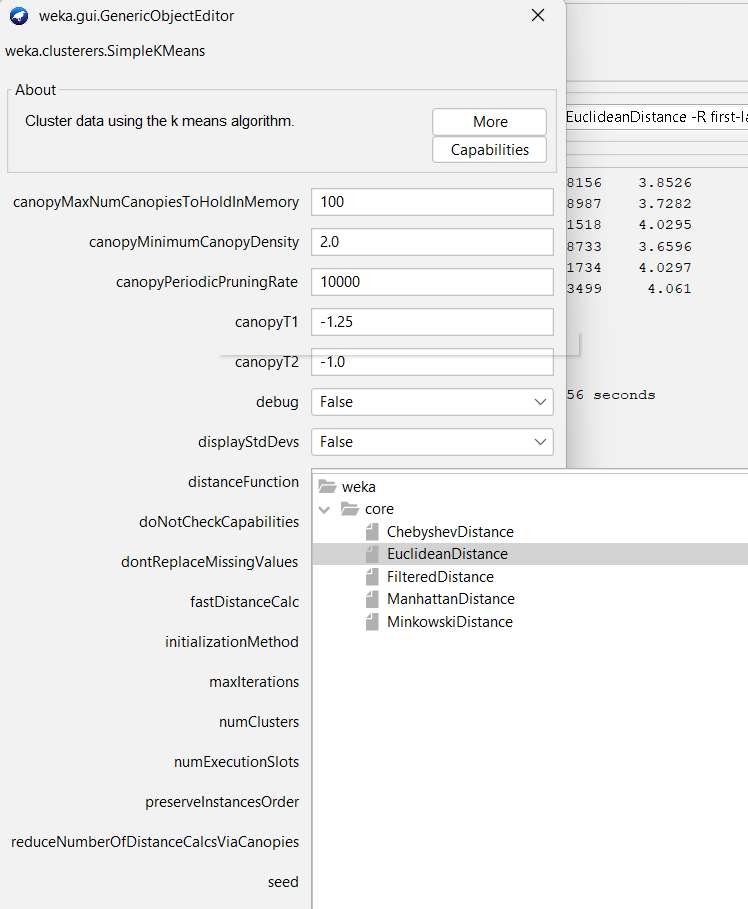 weka.gui.GenericObjectEditor
weka.clusterers.SimpleKMeans
About
Cluster data using the k means algorithm.
More
Capabilities
EuclideanDistance -R first-la
canopyMaxNumCanopiesToHoldInMemory 100
8156 3.8526
8987 3.7282
1518 4.0295
8733 3.6596
1734 4.0297
3499 4.061
canopyMinimumCanopyDensity 2.0
canopyPeriodicPruningRate 10000
canopyT1 -1.25
canopyT2 -1.0
debug False
56 seconds
displayStdDevs False
distanceFunction
weka
core
ChebyshevDistance
EuclideanDistance
FilteredDistance
ManhattanDistance
MinkowskiDistance
doNotCheckCapabilities
dontReplaceMissingValues
fastDistanceCalc
initializationMethod
maxIterations
numClusters
numExecutionSlots
preserveInstancesOrder
reduceNumberOfDistanceCalcsViaCanopies
seed